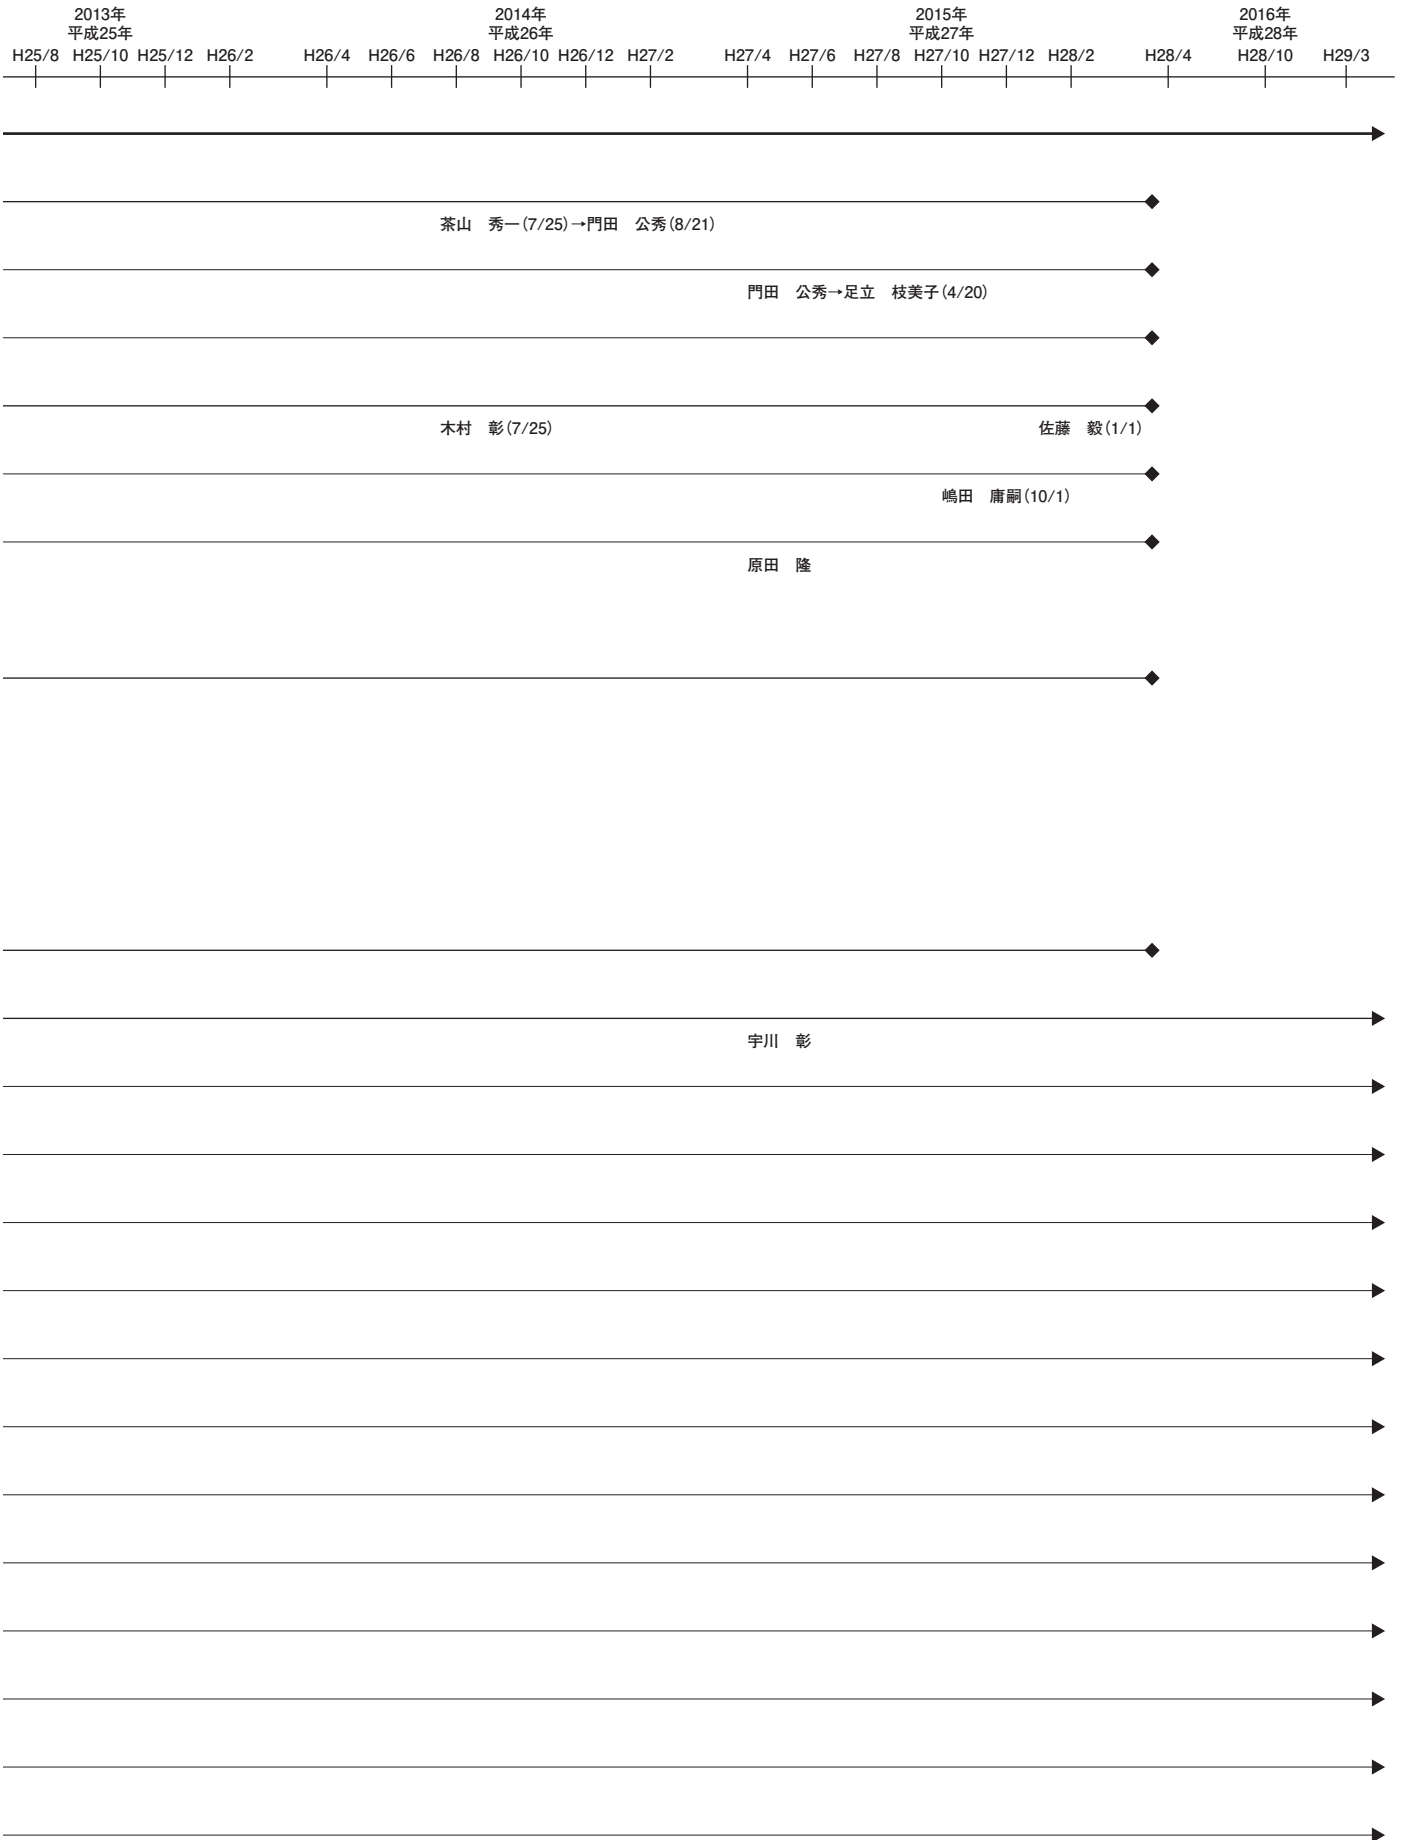 2013年 2014年 2015年 2016年
平成25年 平成26年 平成27年 平成28年
H25/8 H25/10 H25/12 H26/2 H26/4 H26/6 H26/8 H26/10 H26/12 H27/2 H27/4 H27/6 H27/8 H27/10 H27/12 H28/2 H28/4 H28/10 H29/3
茶山　秀一(7/25)→門田　公秀(8/21)
門田　公秀→足立　枝美子(4/20)
木村　彰(7/25) 佐藤　毅(1/1)
嶋田　庸嗣(10/1)
原田　隆
宇川　彰